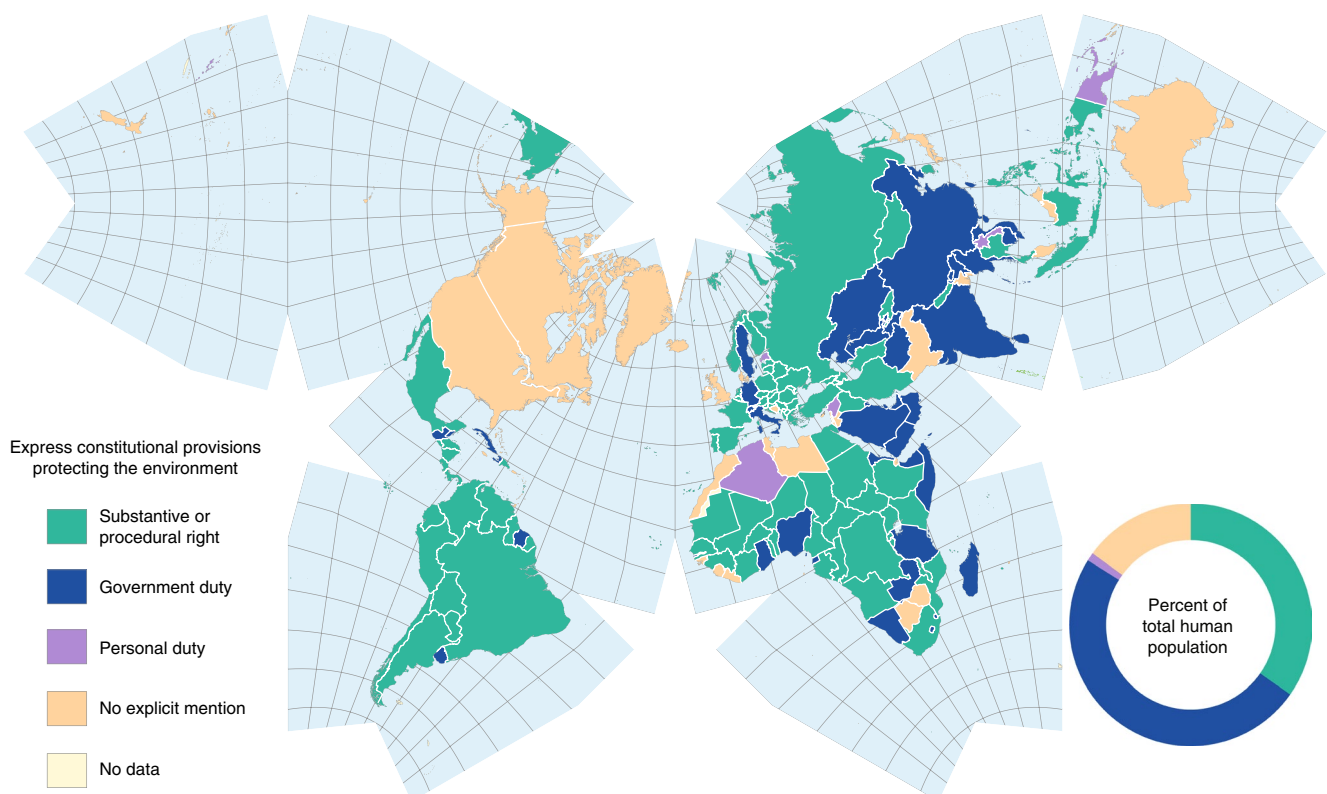 Express constitutional provisions
protecting the environment
Substantive or
procedural right
Government duty
Personal duty
No explicit mention
No data
Percent of
total human
population